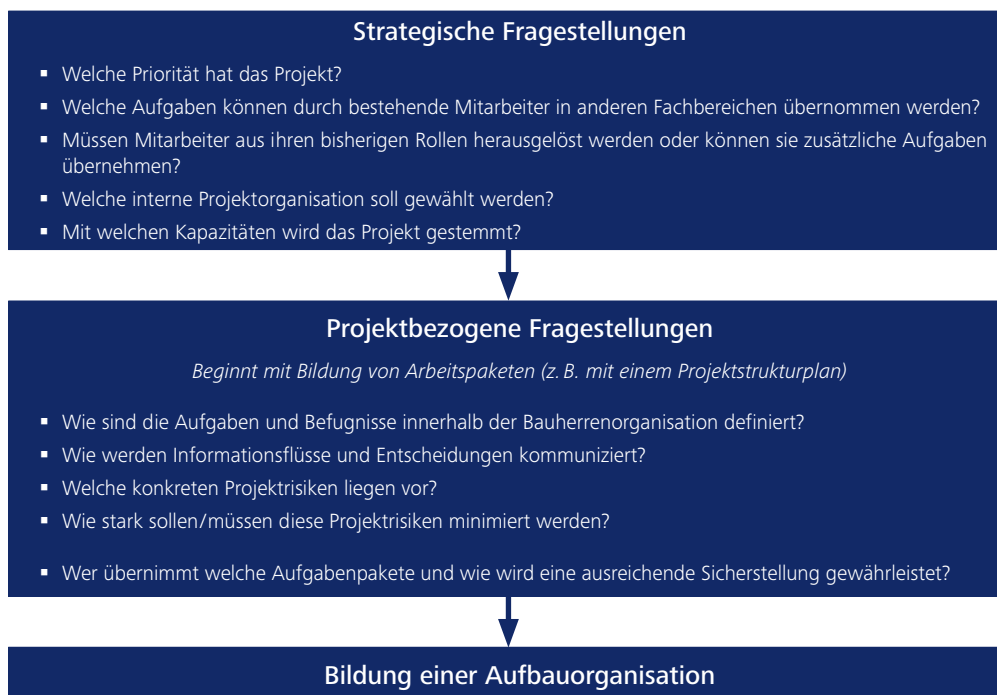 Strategische Fragestellungen
▪ Welche Priorität hat das Projekt?
▪ Welche Aufgaben können durch bestehende Mitarbeiter in anderen Fachbereichen übernommen werden?
▪ Müssen Mitarbeiter aus ihren bisherigen Rollen herausgelöst werden oder können sie zusätzliche Aufgaben
übernehmen?
▪ Welche interne Projektorganisation soll gewählt werden?
▪ Mit welchen Kapazitäten wird das Projekt gestemmt?
Projektbezogene Fragestellungen
Beginnt mit Bildung von Arbeitspaketen (z. B. mit einem Projektstrukturplan)
▪ Wie sind die Aufgaben und Befugnisse innerhalb der Bauherrenorganisation definiert?
▪ Wie werden Informationsflüsse und Entscheidungen kommuniziert?
▪ Welche konkreten Projektrisiken liegen vor?
▪ Wie stark sollen/müssen diese Projektrisiken minimiert werden?
▪ Wer übernimmt welche Aufgabenpakete und wie wird eine ausreichende Sicherstellung gewährleistet?
Bildung einer Aufbauorganisation